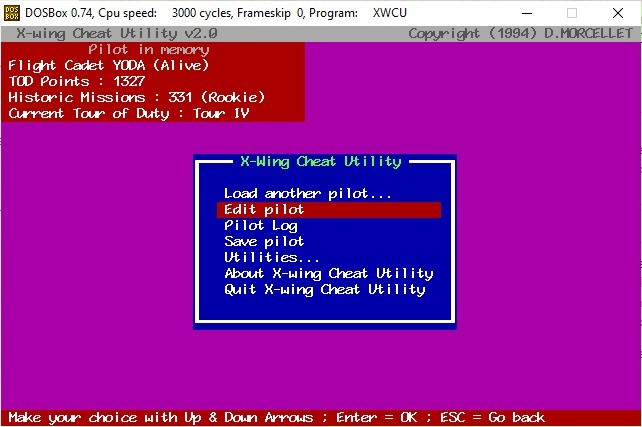 DOS
BOX
DOSBox 0.74, Cpu speed: 3000 cycles, Frameskip 0, Program: XWCU
X-wing Cheat Utility v2.0 Copyright (1994) D.MORCELLET
Pilot in memory
Flight Cadet YODA (Alive)
TOD Points : 1327
Historic Missions : 331 (Rookie)
Current Tour of Duty : Tour IV
X-Wing Cheat Utility
Load another pilot...
Edit pilot
Pilot Log
Save pilot
Utilities...
About X-wing Cheat Utility
Quit X-wing Cheat Utility
Make your choice with Up & Down Arrows ; Enter = OK ; ESC = Go back